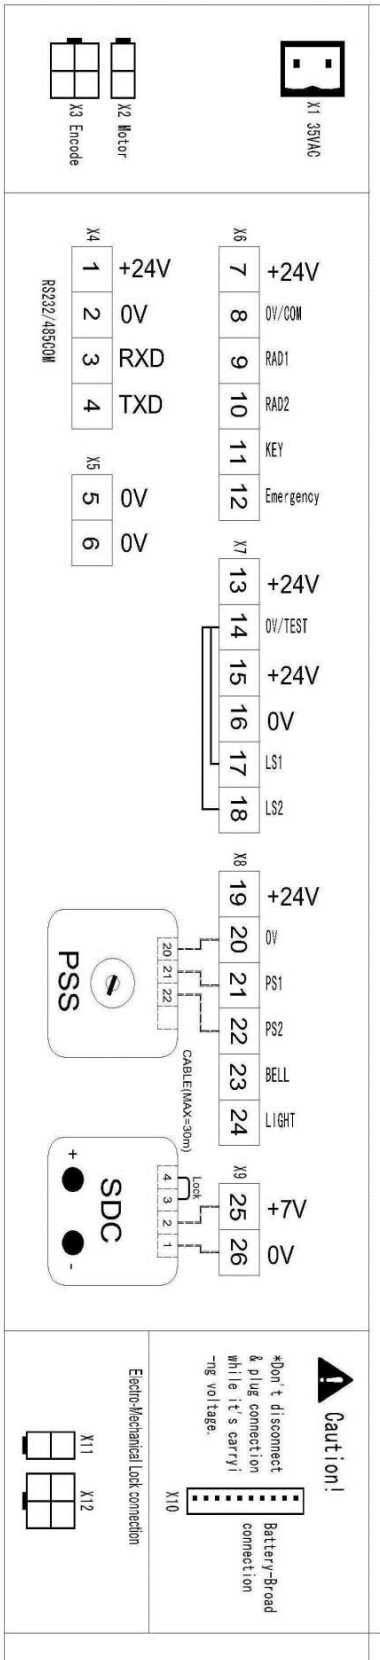 X3 Encode
X2 Motor
X1 35VAC
X4
1 +24V
2 0V
3 RXD
4 TXD
RS232/485COM
X5
5 0V
6 0V
X6
7 +24V
8 0V/COM
9 RAD1
10 RAD2
11 KEY
12 Emergency
X7
13 +24V
14 0V/TEST
15 +24V
16 0V
17 LS1
18 LS2
X8
19 +24V
20 0V
21 PS1
22 PS2
23 BELL
24 LIGHT
X9
25 +7V
26 0V
PSS
20
21
22
CABLE(MAX=30m)
SDC
+
-
Lock
4
3
2
1
Caution!
*Don't disconnect
& plug connection
while it's carryi
-ng voltage.
X10
Battery-Broad
connection
Electro-Mechanical Lock connection
X11
X12